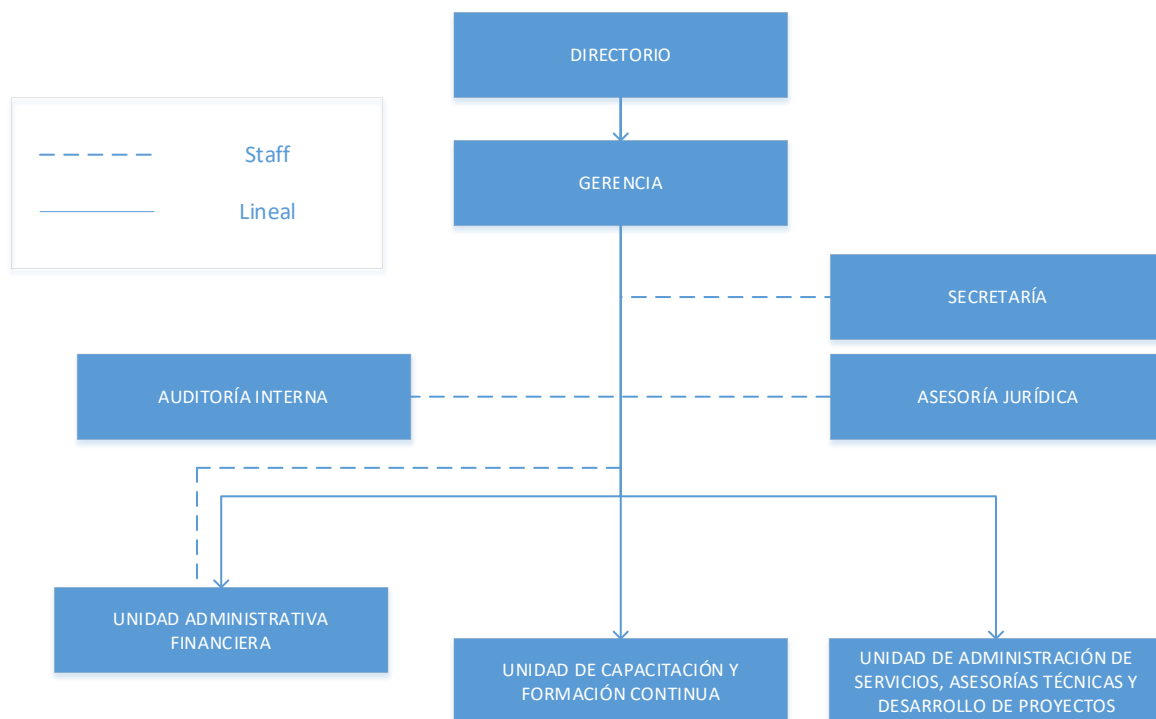 DIRECTORIO
Staff
Lineal
GERENCIA
SECRETARÍA
AUDITORÍA INTERNA
ASESORÍA JURÍDICA
UNIDAD ADMINISTRATIVA
FINANCIERA
UNIDAD DE CAPACITACIÓN Y
FORMACIÓN CONTINUA
UNIDAD DE ADMINISTRACIÓN DE
SERVICIOS, ASESORÍAS TÉCNICAS Y
DESARROLLO DE PROYECTOS